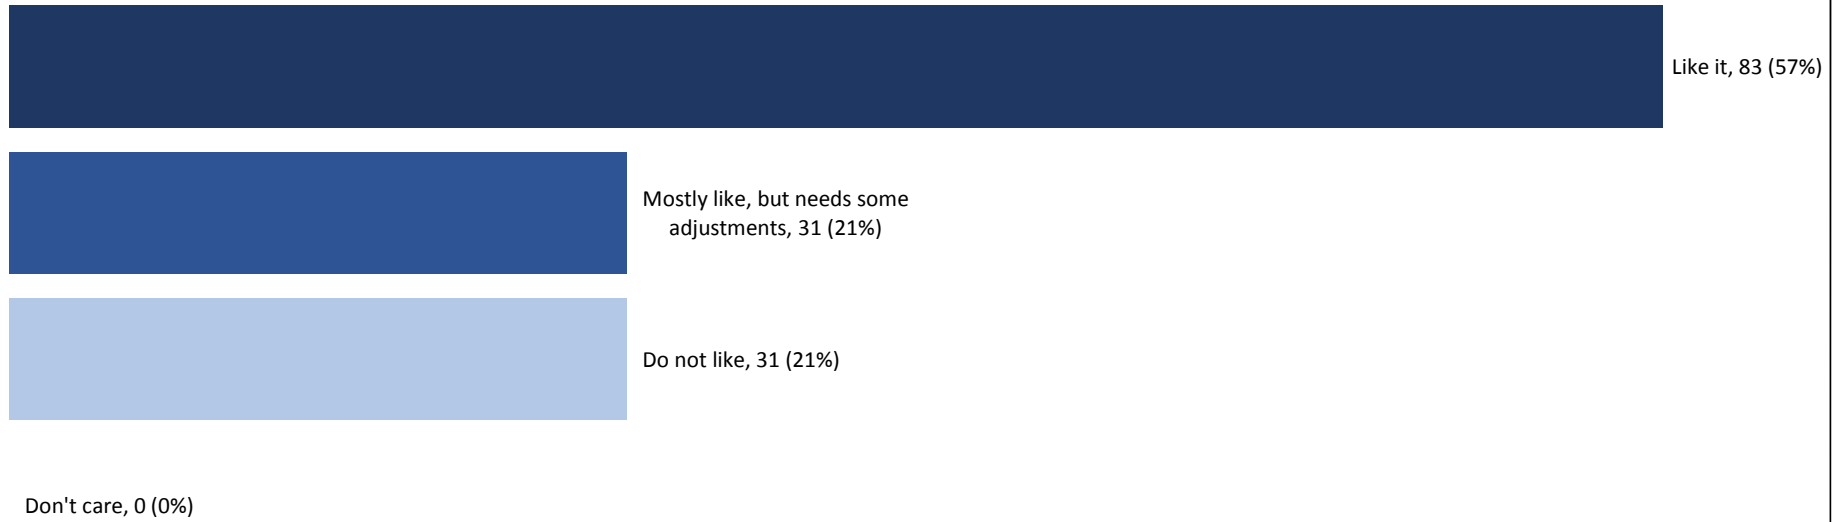 Like it, 83 (57%)
Mostly like, but needs some
adjustments, 31 (21%)
Do not like, 31 (21%)
Don't care, 0 (0%)